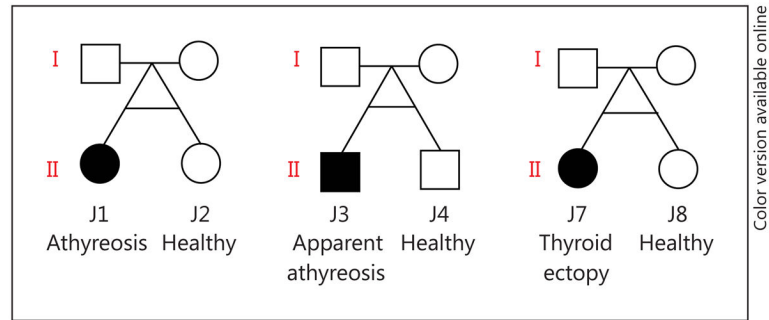 I
I
I
II
II
II
J1
J2
J3
J4
J7
J8
Athyreosis
Healthy
Apparent
athyreosis
Healthy
Thyroid
ectopy
Healthy
Color version available online